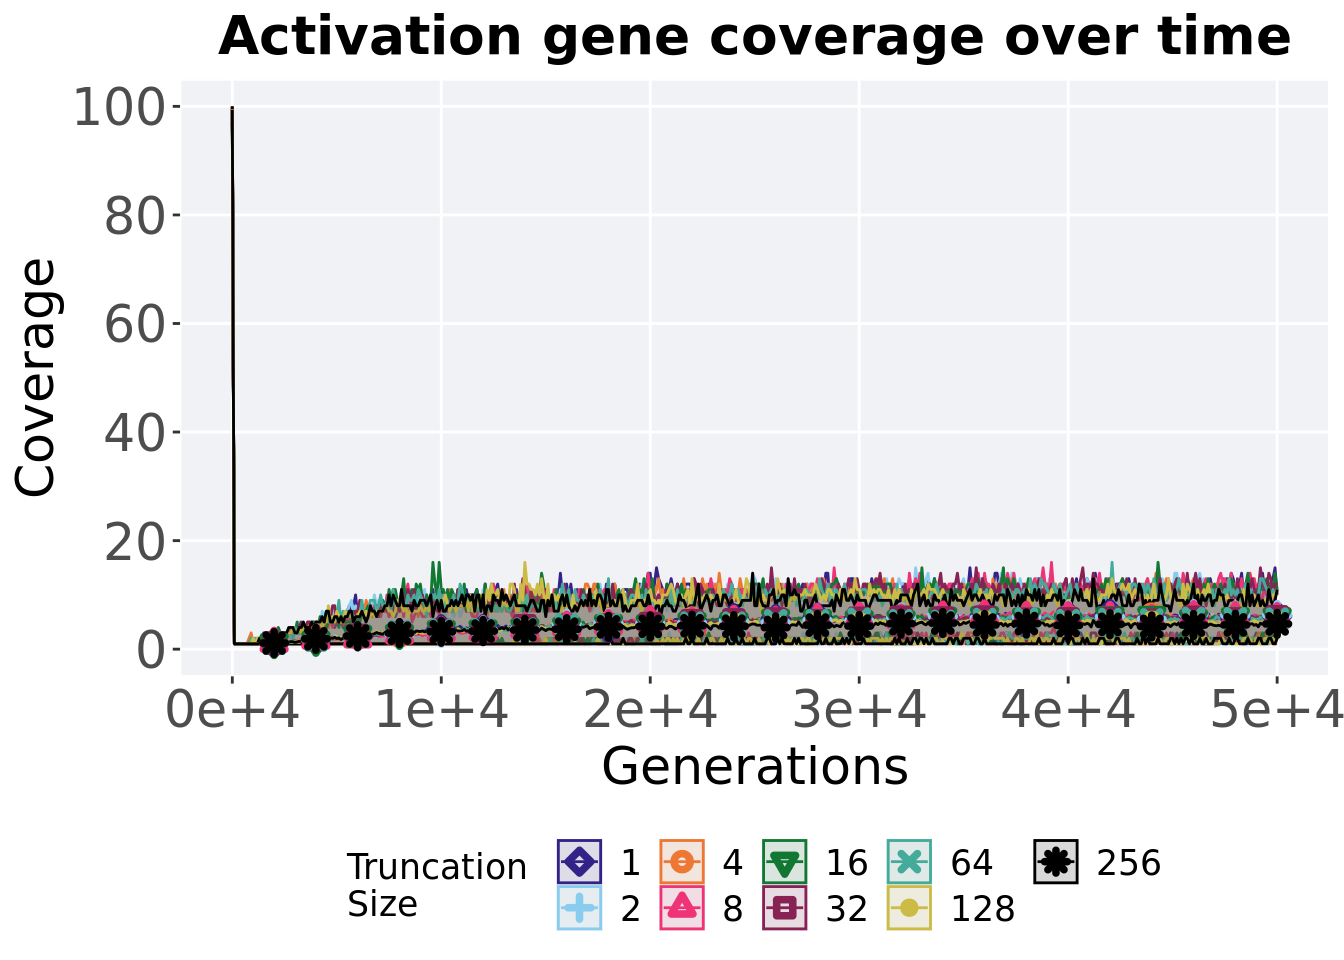 Activation gene coverage over time
100
80
60
40
20
0
Coverage
0e+4 1e+4 2e+4 3e+4 4e+4 5e+4
Generations
Truncation Size
1 4 16 64 256
2 8 32 128